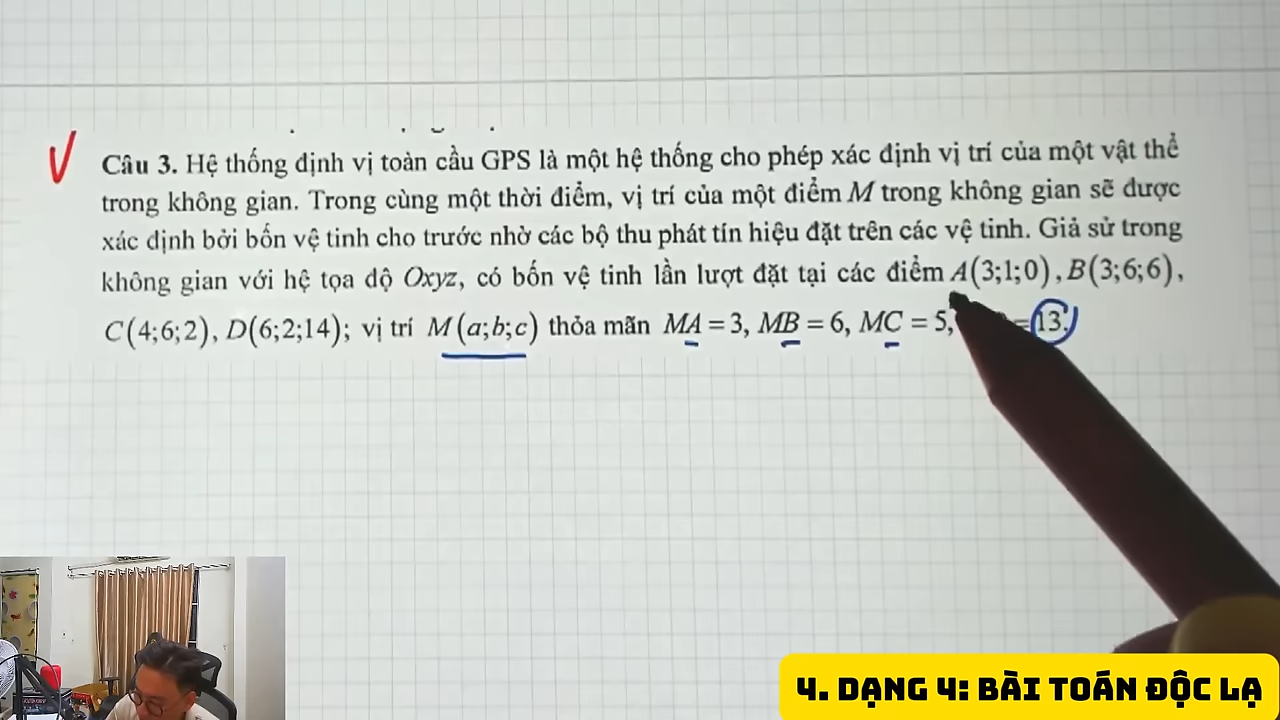 Câu 3. Hệ thống định vị toàn cầu GPS là một hệ thống cho phép xác định vị trí của một vật thể
trong không gian. Trong cùng một thời điểm, vị trí của một điểm M trong không gian sẽ được
xác định bởi bốn vệ tinh cho trước nhờ các bộ thu phát tín hiệu đặt trên các vệ tinh. Giả sử trong
không gian với hệ tọa độ Oxyz, có bốn vệ tinh lần lượt đặt tại các điểm A(3;1;0), B(3;6;6),
C(4;6;2), D(6;2;14); vị trí M(a;b;c) thỏa mãn MA = 3, MB = 6, MC = 5, = 13.
4. DẠNG 4: BÀI TOÁN ĐỘC LẠ